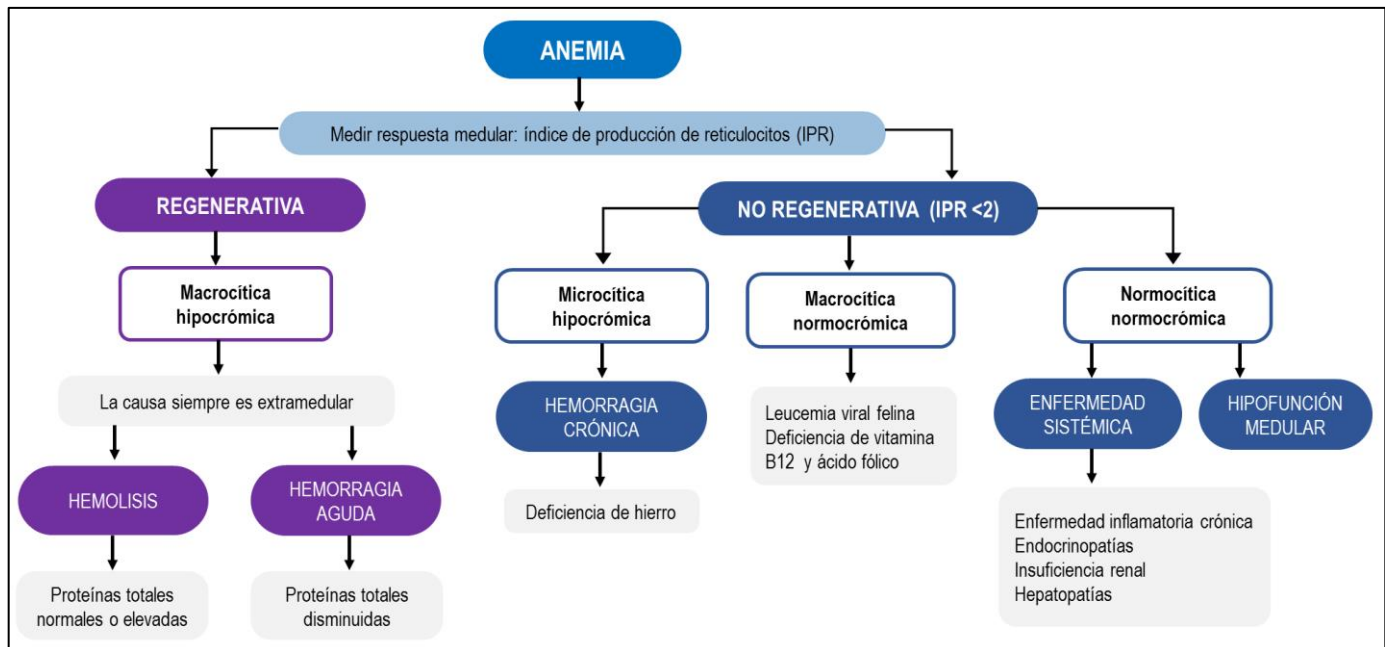 ANEMIA
Medir respuesta medular: índice de producción de reticulocitos (IPR)
REGENERATIVA
NO REGENERATIVA (IPR <2)
Macrocítica
hipocrómica
Microcítica
hipocrómica
Macrocítica
normocrómica
Normocítica
normocrómica
La causa siempre es extramedular
HEMORRAGIA
CRÓNICA
Leucemia viral felina
Deficiencia de vitamina
B12 y ácido fólico
ENFERMEDAD
SISTÉMICA
HIPOFUNCIÓN
MEDULAR
HEMOLISIS
HEMORRAGIA
AGUDA
Deficiencia de hierro
Enfermedad inflamatoria crónica
Endocrinopatías
Insuficiencia renal
Hepatopatías
Proteínas totales
normales o elevadas
Proteínas totales
disminuidas